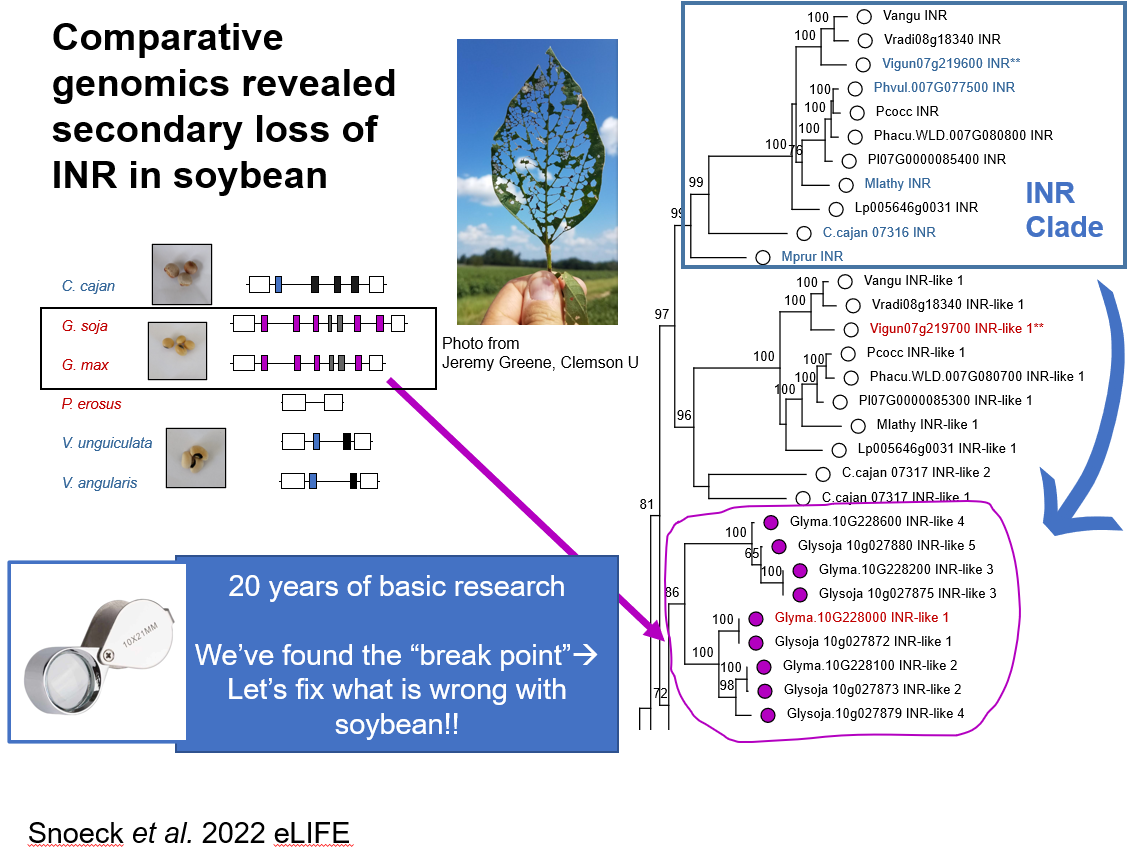 Comparative
genomics revealed
secondary loss of
INR in soybean
C. cajan
G. soja
G. max
P. erosus
V. unguiculata
V. angularis
Photo from
Jeremy Greene, Clemson U
10X21MM
20 years of basic research
We’ve found the “break point”→
Let’s fix what is wrong with
soybean!!
Snoeck et al. 2022 eLIFE
100
Vangu INR
100
Vradi08g18340 INR
Vigun07g219600 INR**
100
Phvul.007G077500 INR
100
Pcocc INR
100
Phacu.WLD.007G080800 INR
100
76
Pl07G0000085400 INR
99
Mlathy INR
Lp005646g0031 INR
99
C.cajan 07316 INR
Mprur INR
INR
Clade
100
Vangu INR-like 1
100
Vradi08g18340 INR-like 1
97
Vigun07g219700 INR-like 1**
100
100
Pcocc INR-like 1
100
Phacu.WLD.007G080700 INR-like 1
100
Pl07G0000085300 INR-like 1
96
Mlathy INR-like 1
Lp005646g0031 INR-like 1
C.cajan 07317 INR-like 2
C.cajan 07317 INR-like 1
81
100
Glyma.10G228600 INR-like 4
65
Glysoja 10g027880 INR-like 5
100
Glyma.10G228200 INR-like 3
86
Glysoja 10g027875 INR-like 3
100
Glyma.10G228000 INR-like 1
Glysoja 10g027872 INR-like 1
100
100
Glyma.10G228100 INR-like 2
98
Glysoja 10g027873 INR-like 2
72
Glysoja.10g027879 INR-like 4